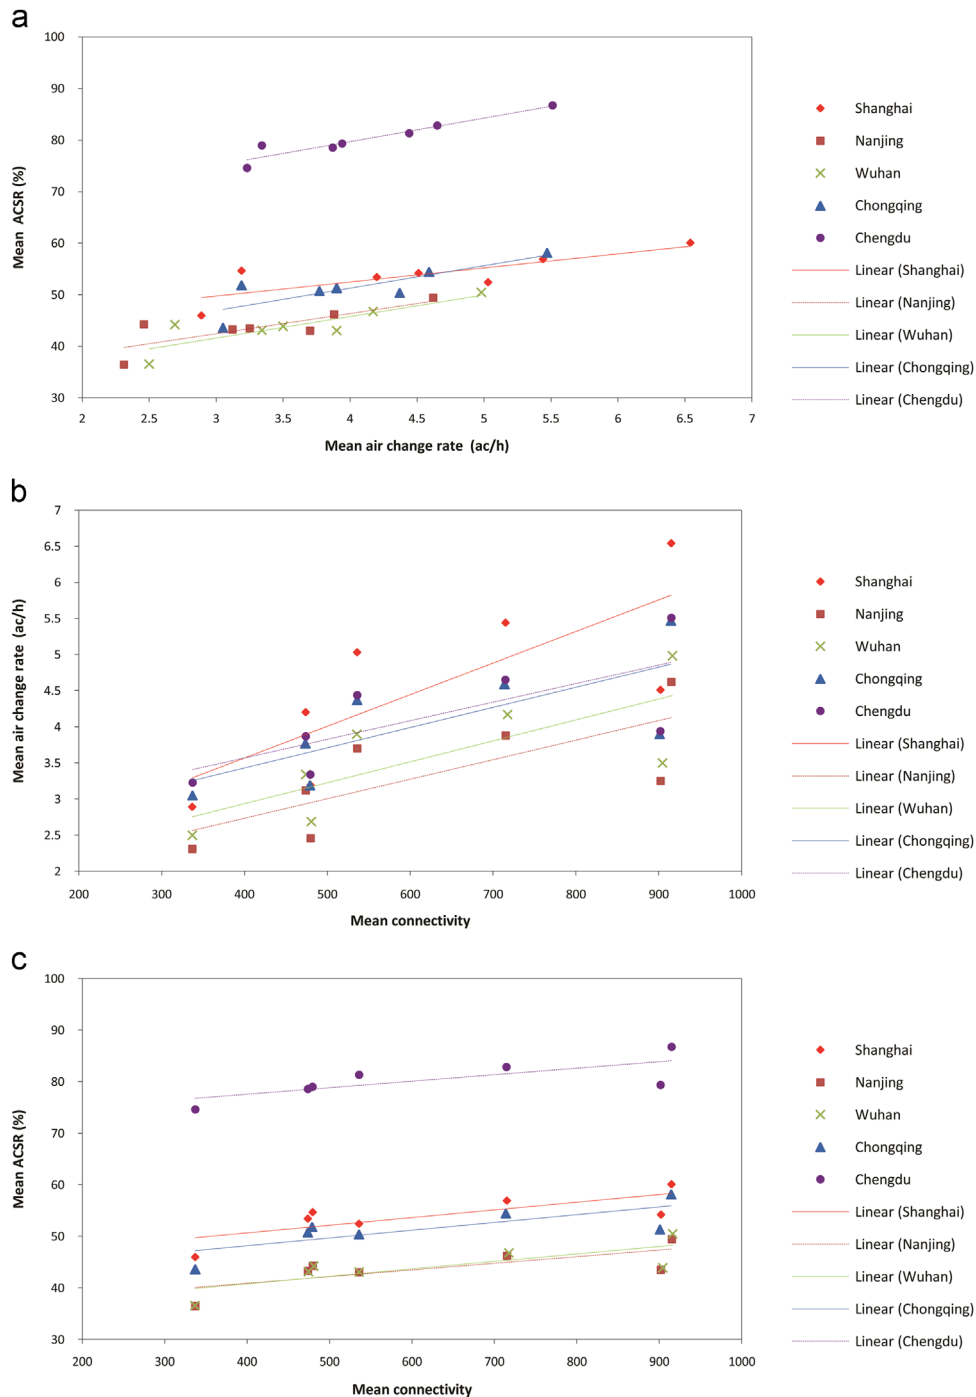 a
100
90
80
70
60
50
40
30
Mean ACSR (%)
2
2.5
3
3.5
4
4.5
5
5.5
6
6.5
7
Mean air change rate (ac/h)
Shanghai
Nanjing
Wuhan
Chongqing
Chengdu
Linear (Shanghai)
Linear (Nanjing)
Linear (Wuhan)
Linear (Chongqing)
Linear (Chengdu)
b
7
6.5
6
5.5
5
4.5
4
3.5
3
2.5
2
Mean air change rate (ac/h)
200
300
400
500
600
700
800
900
1000
Mean connectivity
Shanghai
Nanjing
Wuhan
Chongqing
Chengdu
Linear (Shanghai)
Linear (Nanjing)
Linear (Wuhan)
Linear (Chongqing)
Linear (Chengdu)
c
100
90
80
70
60
50
40
30
Mean ACSR (%)
200
300
400
500
600
700
800
900
1000
Mean connectivity
Shanghai
Nanjing
Wuhan
Chongqing
Chengdu
Linear (Shanghai)
Linear (Nanjing)
Linear (Wuhan)
Linear (Chongqing)
Linear (Chengdu)